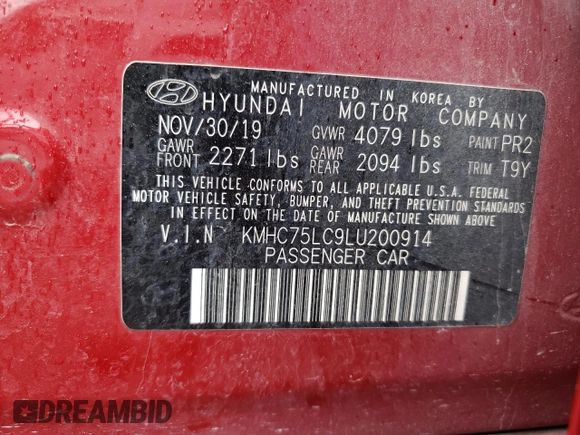 MANUFACTURED IN KOREA BY
HYUNDAI MOTOR COMPANY
NOV/30/19 GVWR 4079 lbs PAINT PR2
GAWR FRONT 2271 lbs GAWR REAR 2094 lbs TRIM T9Y
THIS VEHICLE CONFORMS TO ALL APPLICABLE U.S.A. FEDERAL
MOTOR VEHICLE SAFETY, BUMPER, AND THEFT PREVENTION STANDARDS
IN EFFECT ON THE DATE OF MANUFACTURE SHOWN ABOVE
V.I.N KMHC75LC9LU200914
PASSENGER CAR
DREAMBID